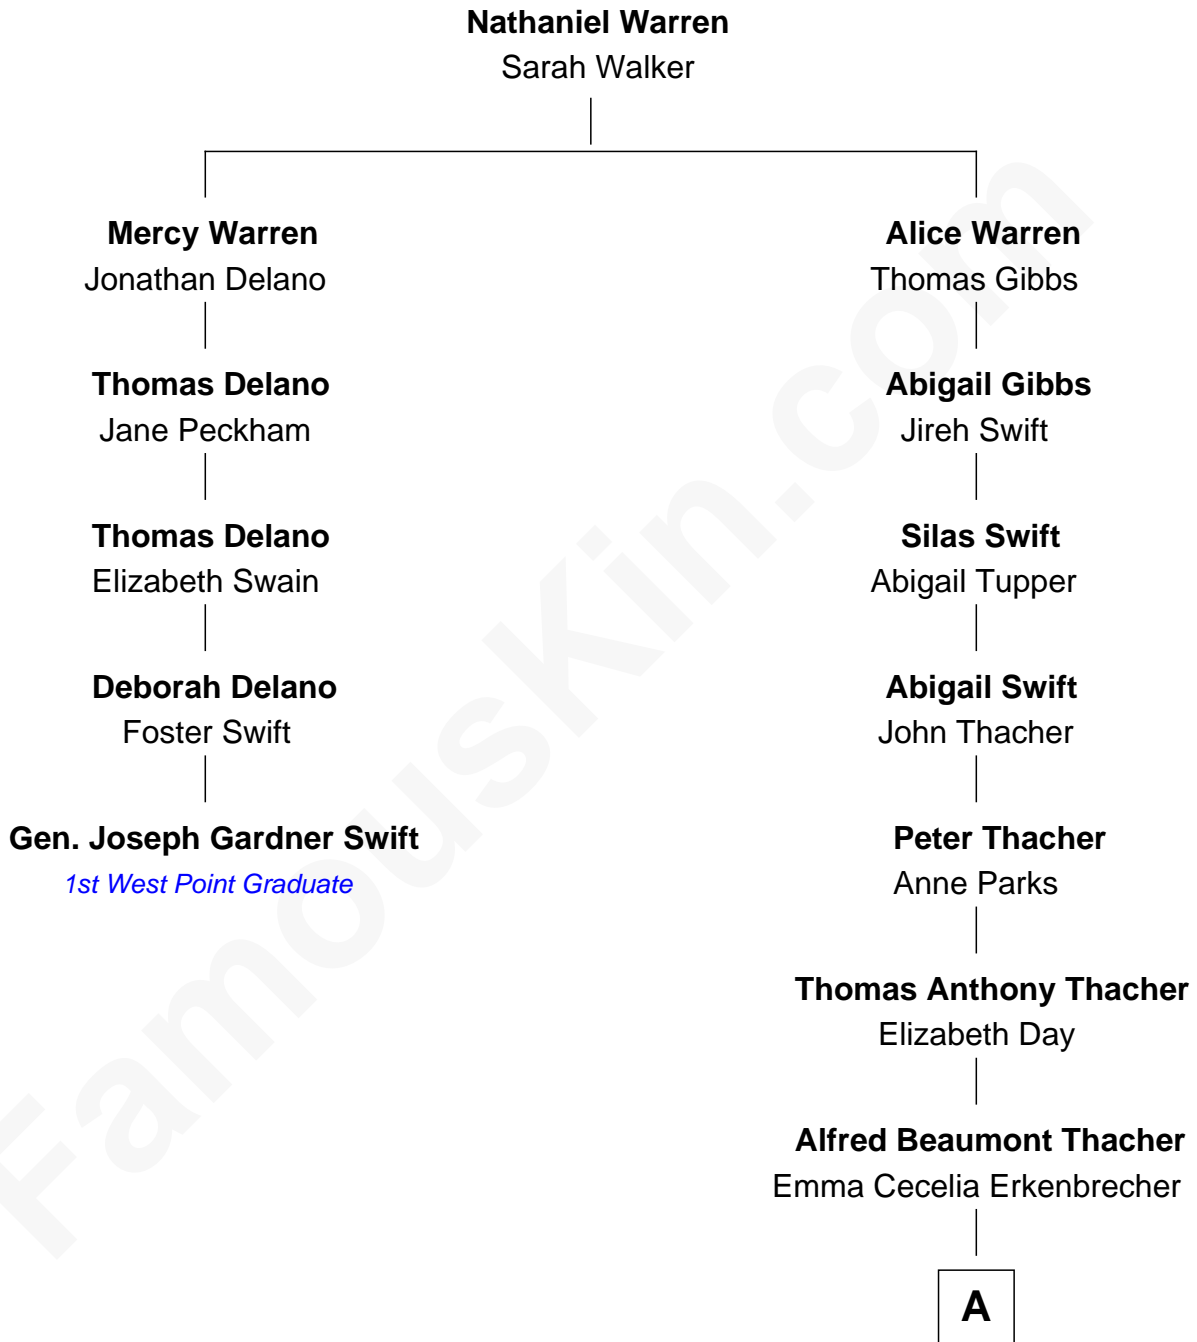 Nathaniel Warren
Sarah Walker
Mercy Warren
Jonathan Delano
Alice Warren
Thomas Gibbs
Thomas Delano
Jane Peckham
Abigail Gibbs
Jireh Swift
Thomas Delano
Elizabeth Swain
Silas Swift
Abigail Tupper
Deborah Delano
Foster Swift
Abigail Swift
John Thacher
Gen. Joseph Gardner Swift
1st West Point Graduate
Peter Thacher
Anne Parks
Thomas Anthony Thacher
Elizabeth Day
Alfred Beaumont Thacher
Emma Cecelia Erkenbrecher
A
FamousKin.com